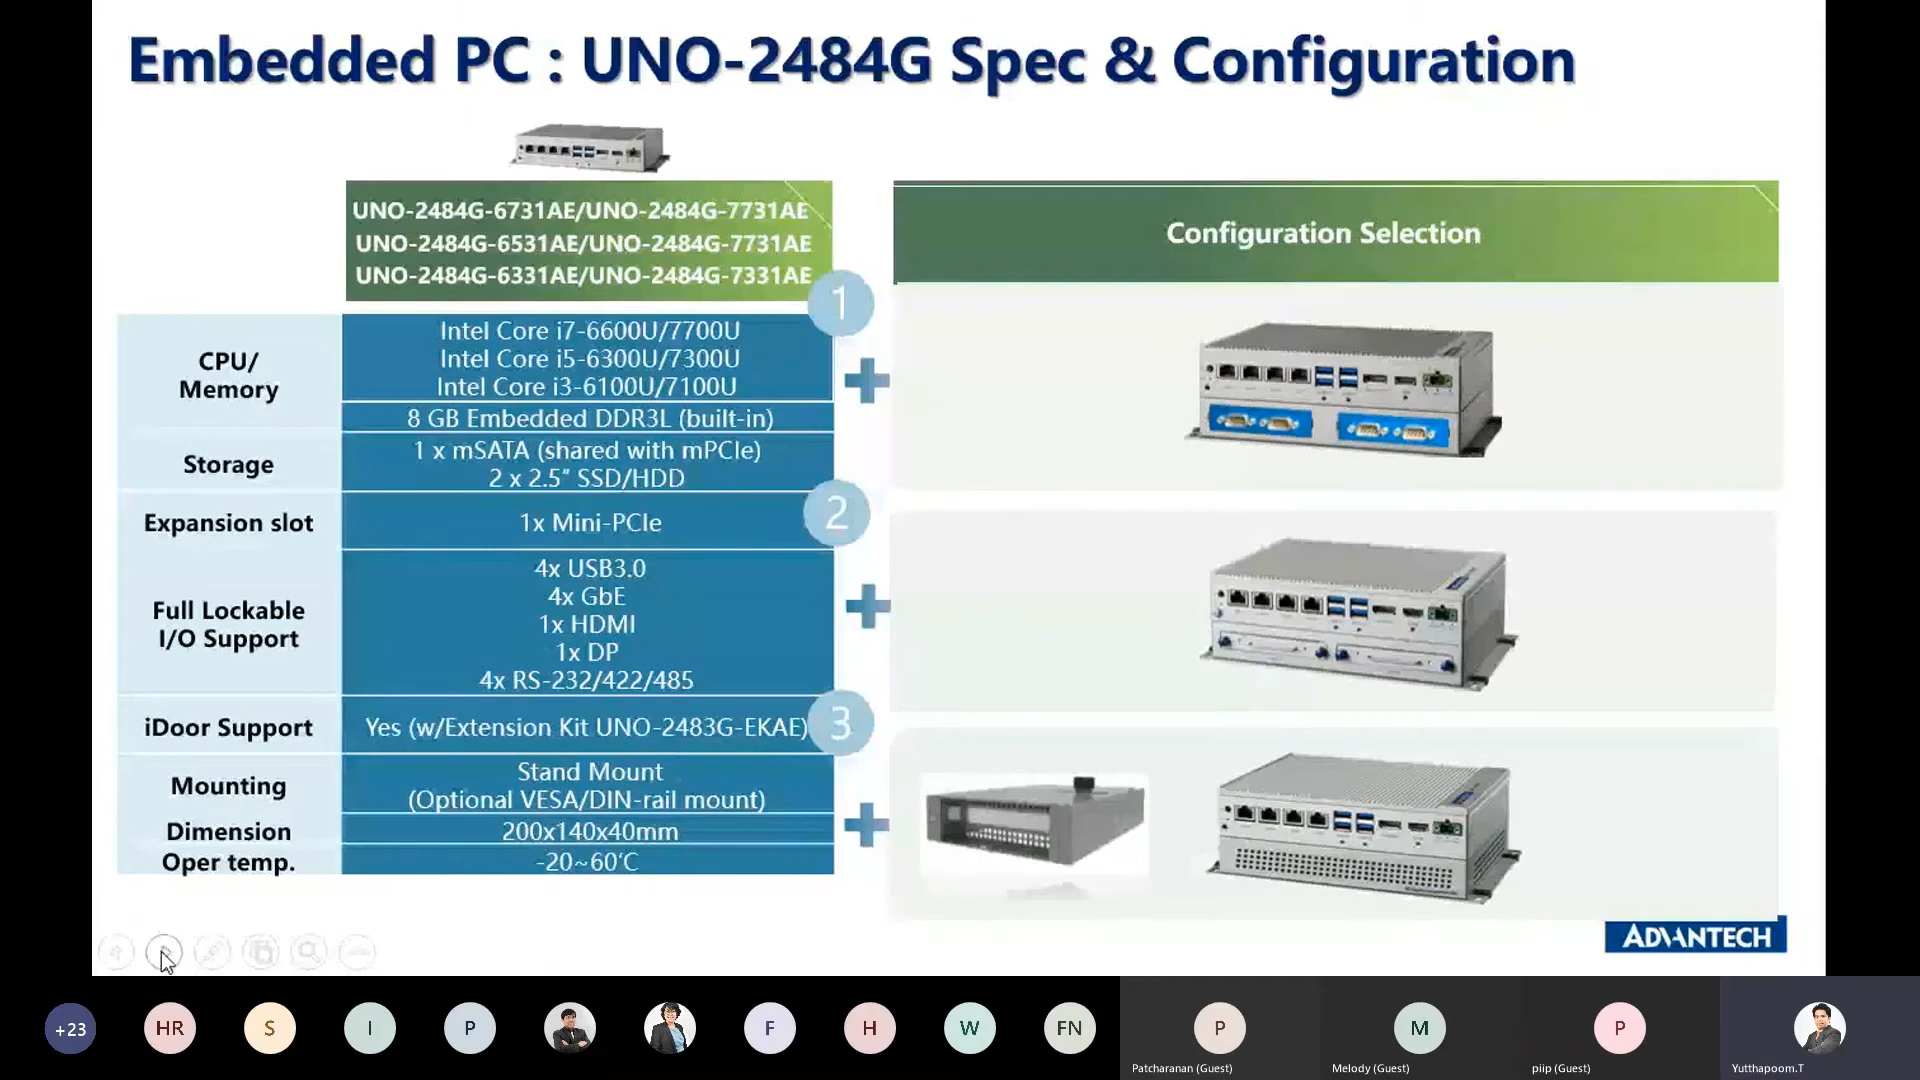 Embedded PC : UNO-2484G Spec & Configuration
UNO-2484G-6731AE/UNO-2484G-7731AE
UNO-2484G-6531AE/UNO-2484G-7731AE
UNO-2484G-6331AE/UNO-2484G-7331AE
Configuration Selection
1
CPU/
Memory
Intel Core i7-6600U/7700U
Intel Core i5-6300U/7300U
Intel Core i3-6100U/7100U
8 GB Embedded DDR3L (built-in)
Storage
1 x mSATA (shared with mPCIe)
2 x 2.5" SSD/HDD
2
Expansion slot
1x Mini-PCIe
Full Lockable
I/O Support
4x USB3.0
4x GbE
1x HDMI
1x DP
4x RS-232/422/485
iDoor Support
Yes (w/Extension Kit UNO-2483G-EKAE)
3
Mounting
Stand Mount
(Optional VESA/DIN-rail mount)
Dimension
200x140x40mm
Oper temp.
-20~60'C
ADVANTECH
+23
HR
S
I
P
F
H
W
FN
P
M
P
Patcharanan (Guest)
Melody (Guest)
piip (Guest)
Yutthapoom.T